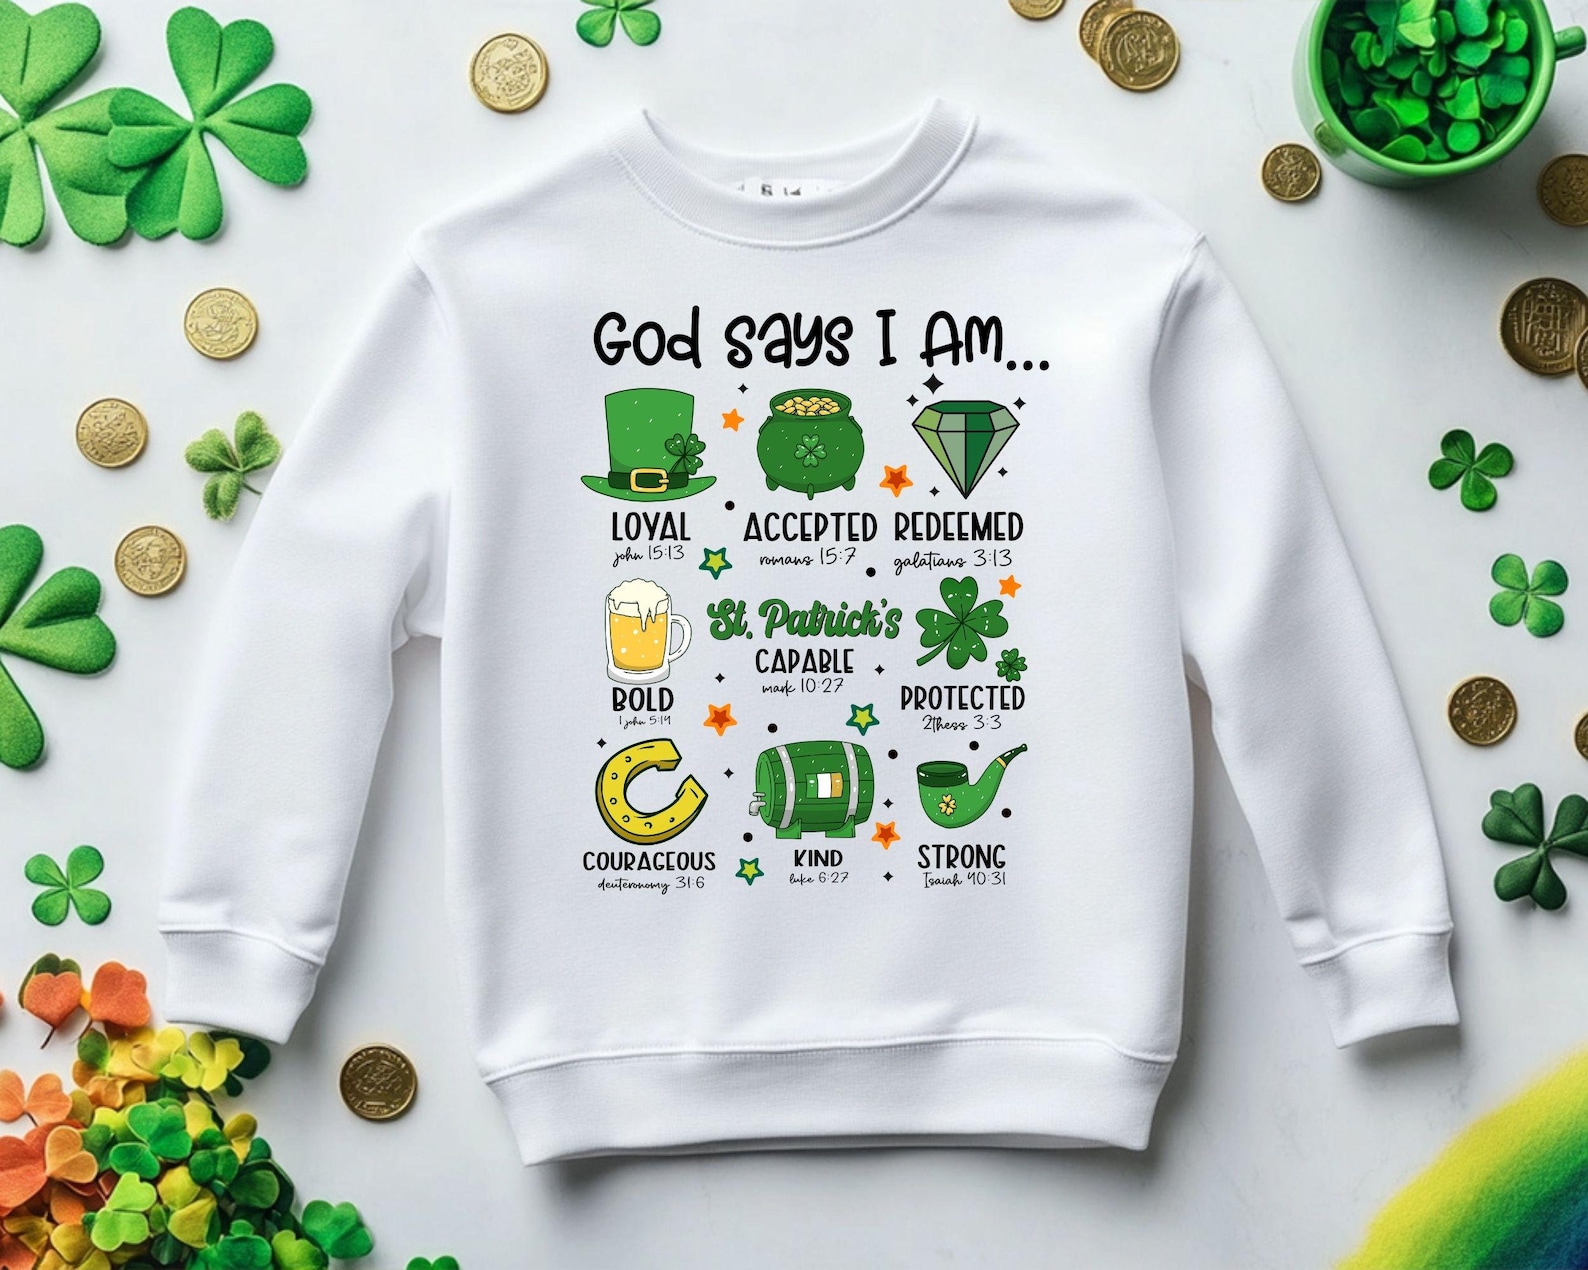 God says I Am...
LOYAL
john 15:13
ACCEPTED
romans 15:7
REDEEMED
galatians 3:13
BOLD
1 john 5:14
St. Patrick's
CAPABLE
mark 10:27
PROTECTED
2thess 3:3
COURAGEOUS
deuteronomy 31:6
KIND
luke 6:27
STRONG
Isaiah 40:31